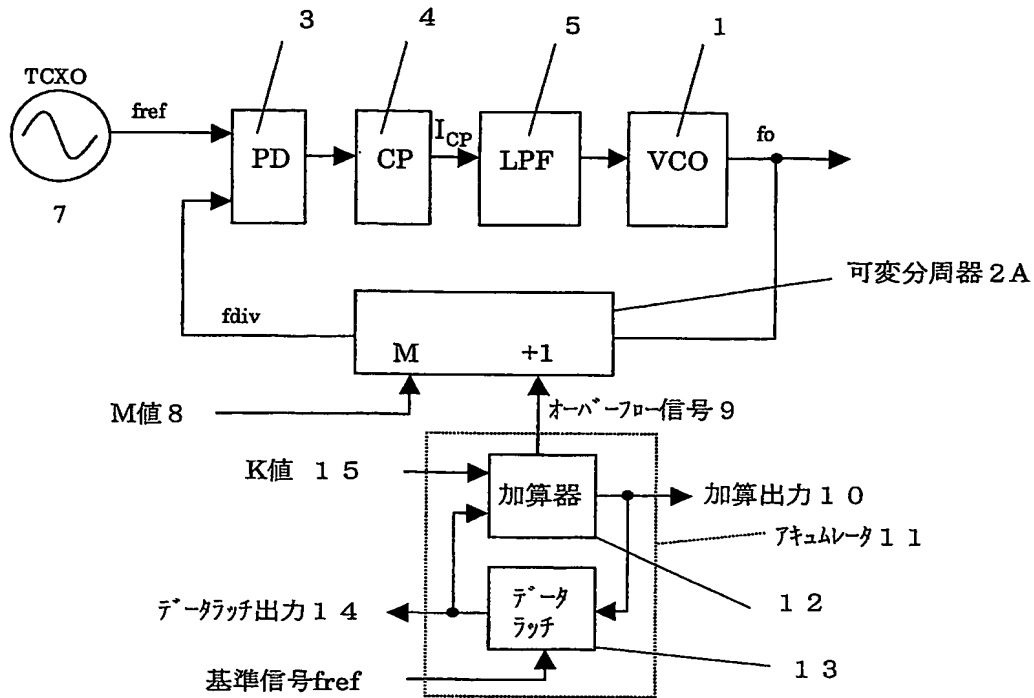 3
4
5
1
TCXO
fref
PD
CP
I_CP
LPF
VCO
fo
7
可変分周器2A
fdiv
M
+1
M値8
オーバーフロー信号9
K値 15
加算器
加算出力10
アキュムレータ11
データラッチ出力14
データ
ラッチ
12
基準信号fref
13